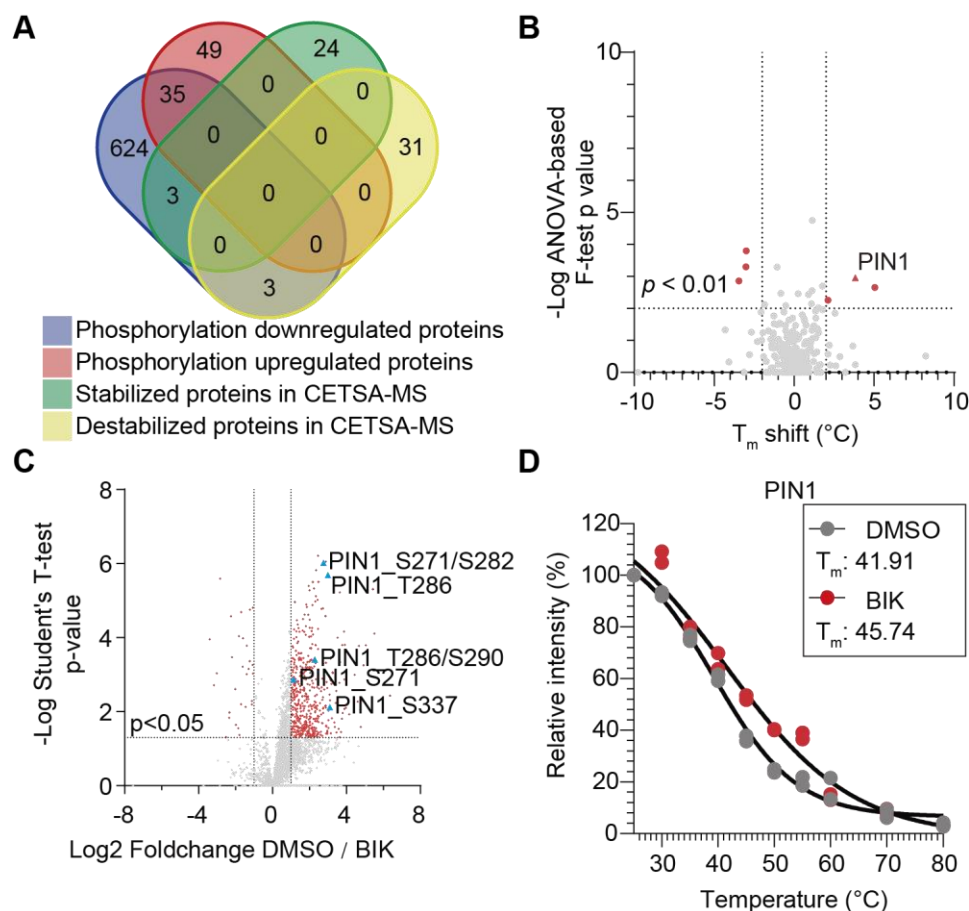 A
49
24
35
0
0
624
0
0
31
3
0
0
0
0
3
Phosphorylation downregulated proteins
Phosphorylation upregulated proteins
Stabilized proteins in CETSA-MS
Destabilized proteins in CETSA-MS
B
-Log ANOVA-based
F-test p value
10
5
0
p < 0.01
PIN1
-10
-5
0
5
10
Tm shift (°C)
C
-Log Student's T-test
p-value
8
6
4
2
0
PIN1_S271/S282
PIN1_T286
PIN1_T286/S290
PIN1_S271
PIN1_S337
p<0.05
-8
-4
0
4
8
Log2 Foldchange DMSO / BIK
D
PIN1
Relative intensity (%)
120
100
80
60
40
20
0
DMSO
Tm: 41.91
BIK
Tm: 45.74
30
40
50
60
70
80
Temperature (°C)